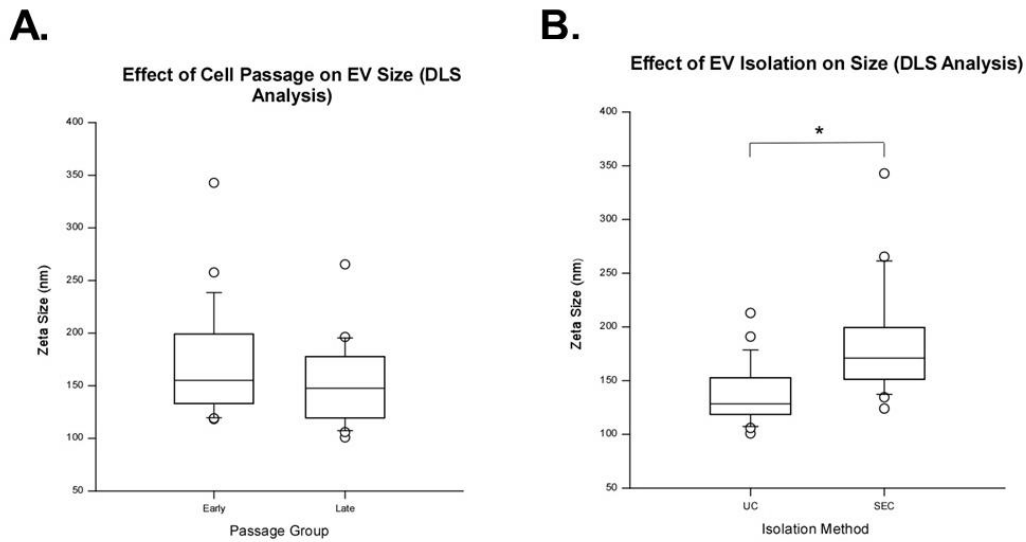 A.
Effect of Cell Passage on EV Size (DLS
Analysis)
400
350
300
250
200
150
100
50
Zeta Size (nm)
Early
Late
Passage Group
B.
Effect of EV Isolation on Size (DLS Analysis)
400
350
300
250
200
150
100
50
Zeta Size (nm)
*
UC
SEC
Isolation Method